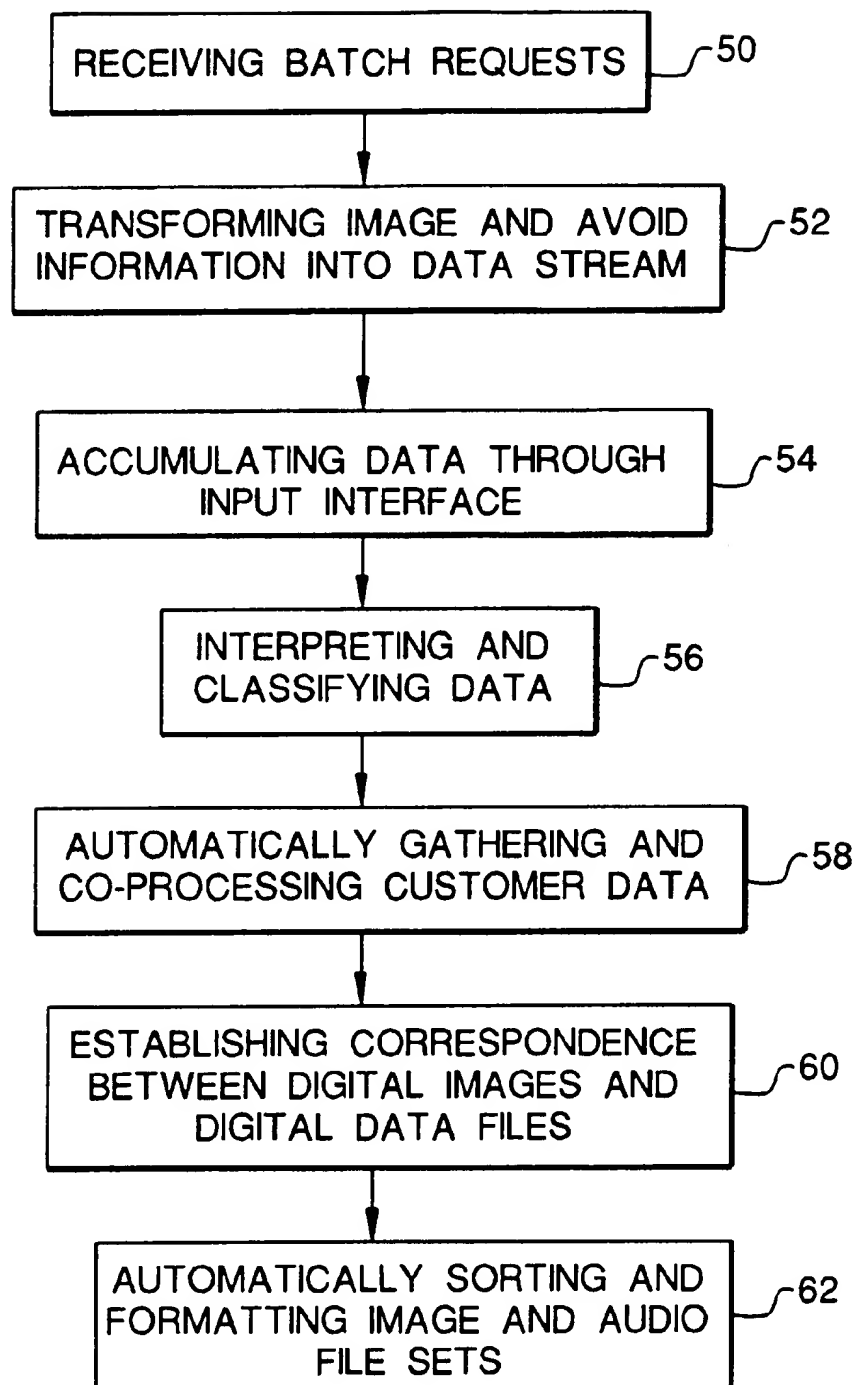 RECEIVING BATCH REQUESTS
50
TRANSFORMING IMAGE AND AVOID
INFORMATION INTO DATA STREAM
52
ACCUMULATING DATA THROUGH
INPUT INTERFACE
54
INTERPRETING AND
CLASSIFYING DATA
56
AUTOMATICALLY GATHERING AND
CO-PROCESSING CUSTOMER DATA
58
ESTABLISHING CORRESPONDENCE
BETWEEN DIGITAL IMAGES AND
DIGITAL DATA FILES
60
AUTOMATICALLY SORTING AND
FORMATTING IMAGE AND AUDIO
FILE SETS
62